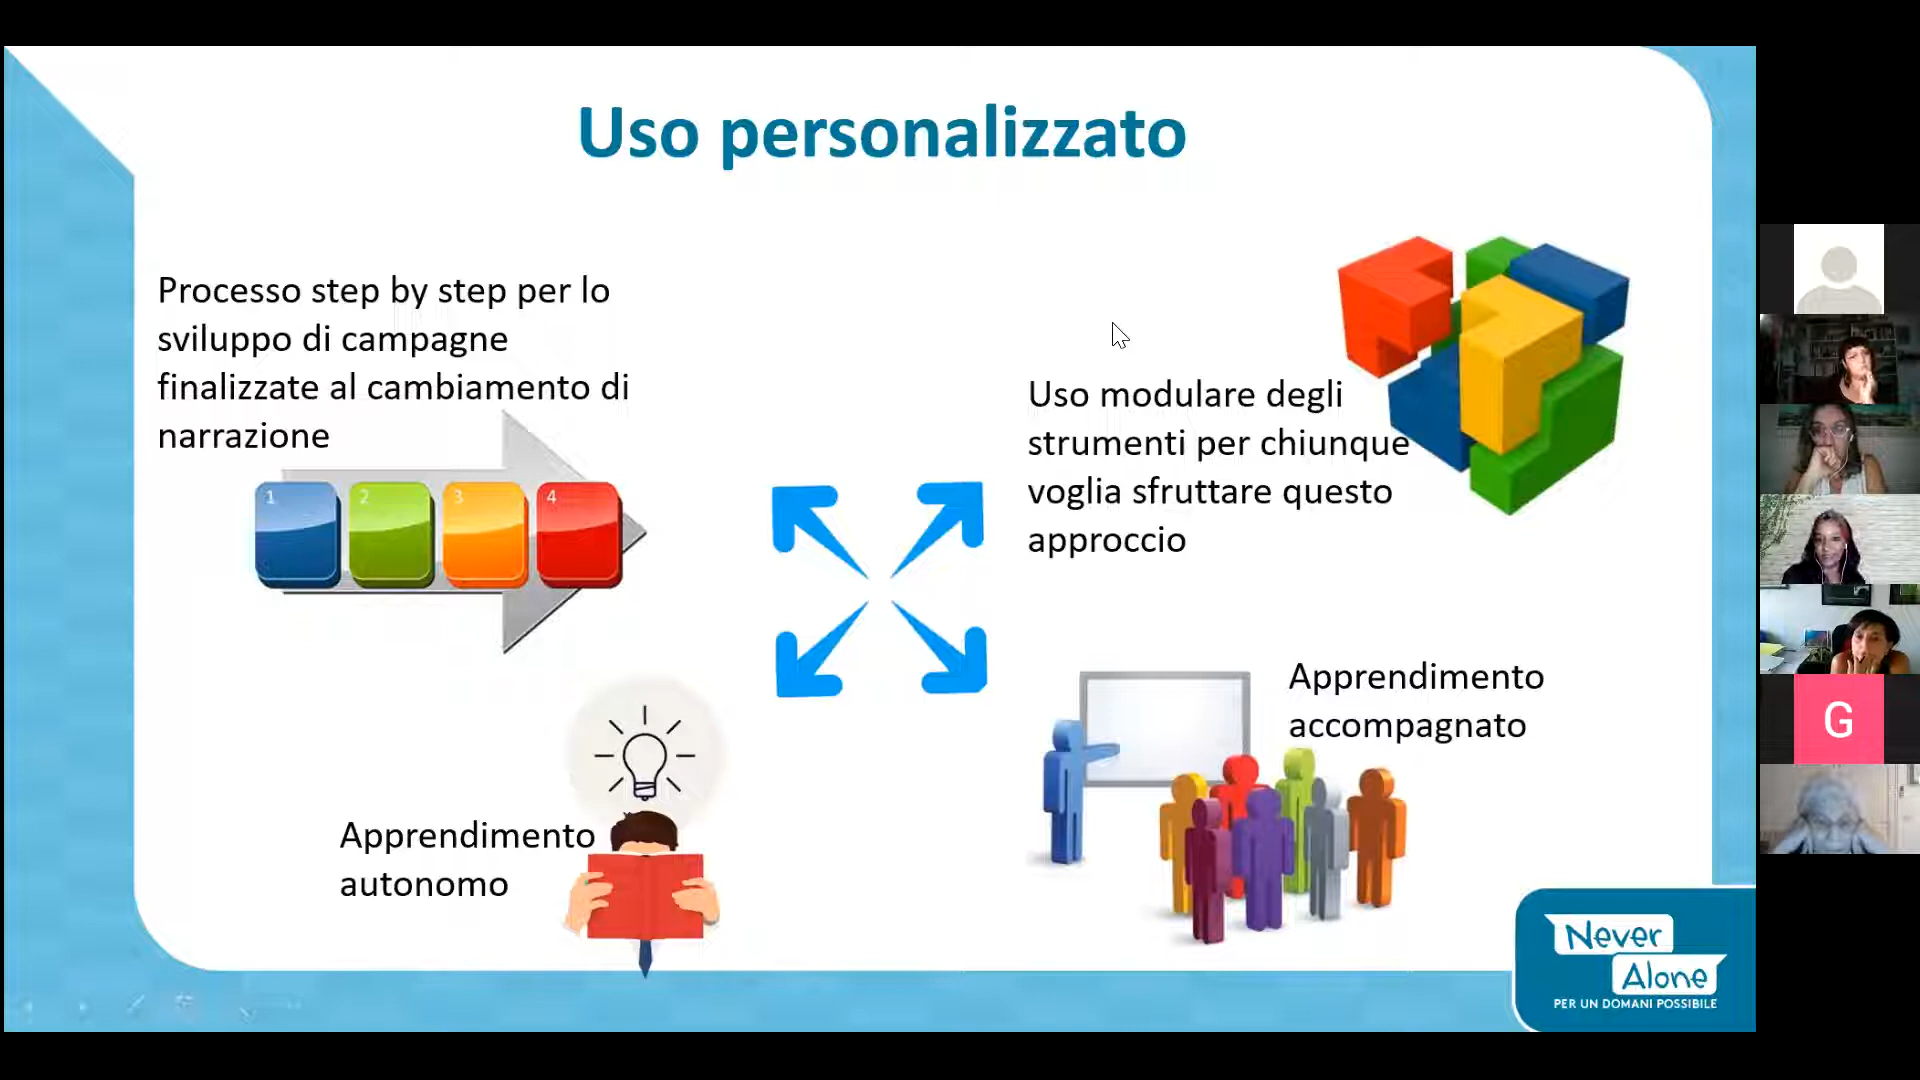 Uso personalizzato
Processo step by step per lo
sviluppo di campagne
finalizzate al cambiamento di
narrazione
1 2 3 4
Uso modulare degli
strumenti per chiunque
voglia sfruttare questo
approccio
Apprendimento
accompagnato
Apprendimento
autonomo
G
Never
Alone
PER UN DOMANI POSSIBILE